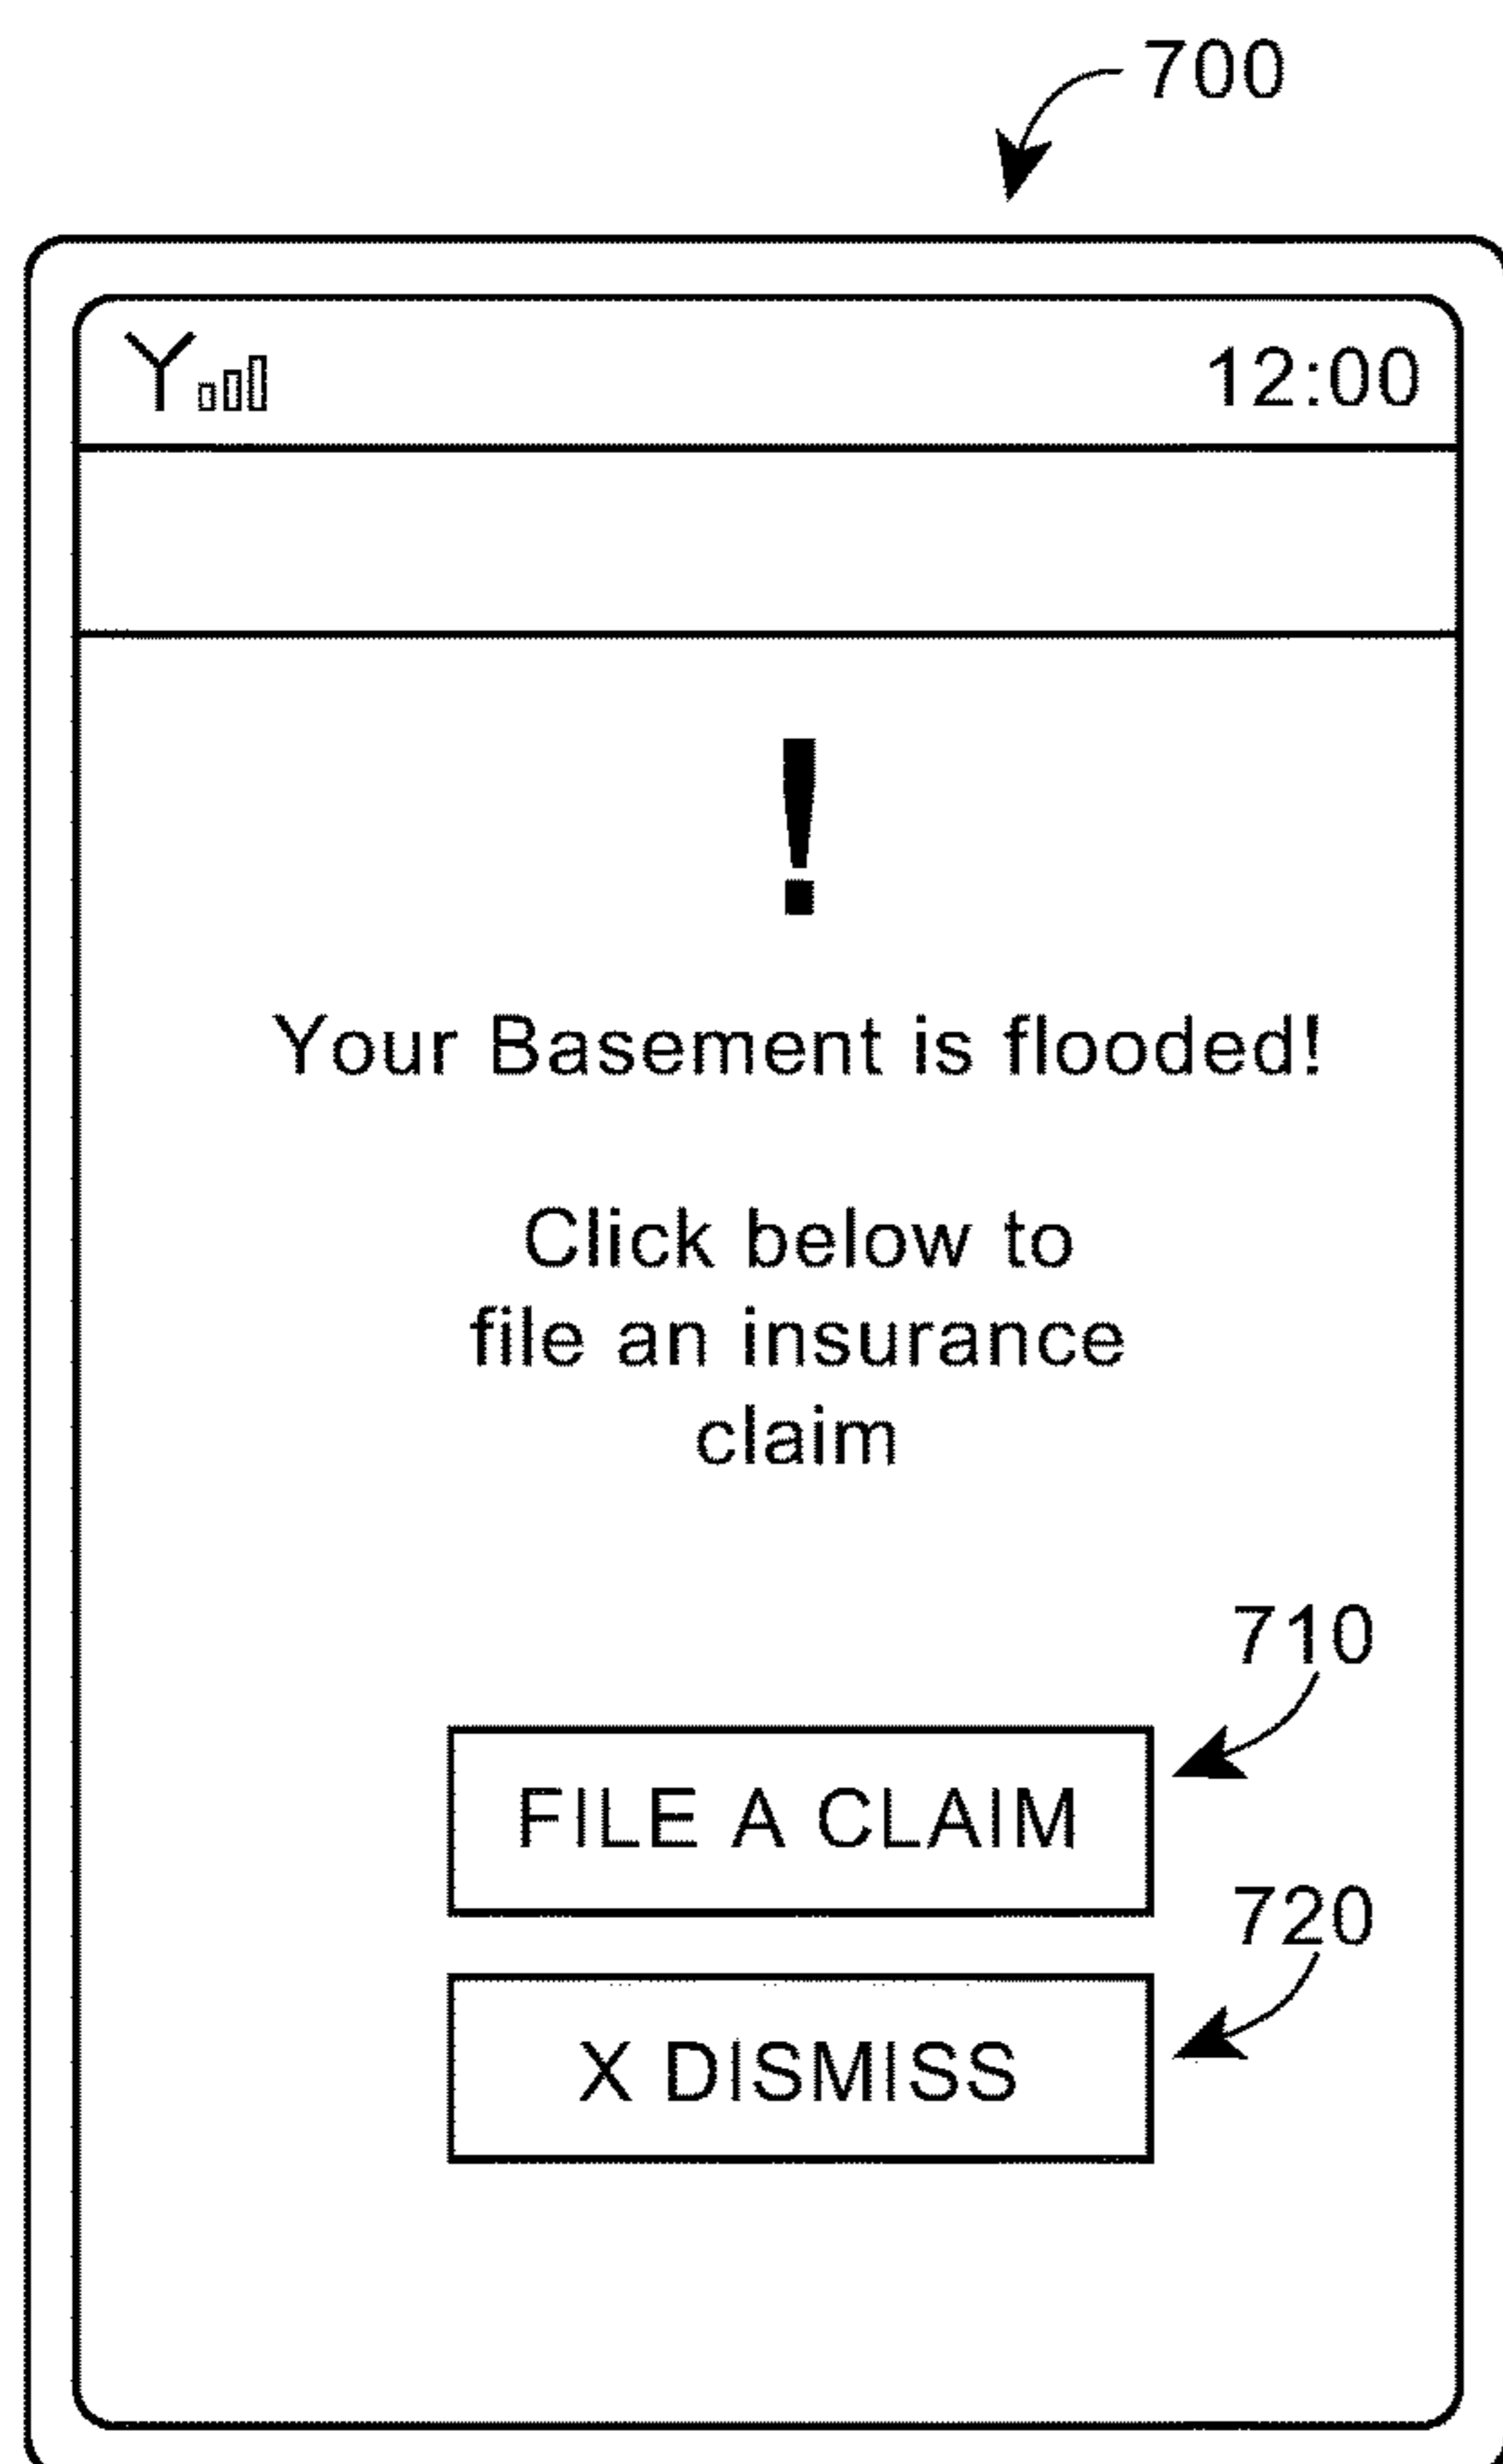 700
12:00
!
Your Basement is flooded!
Click below to
file an insurance
claim
710
FILE A CLAIM
720
X DISMISS